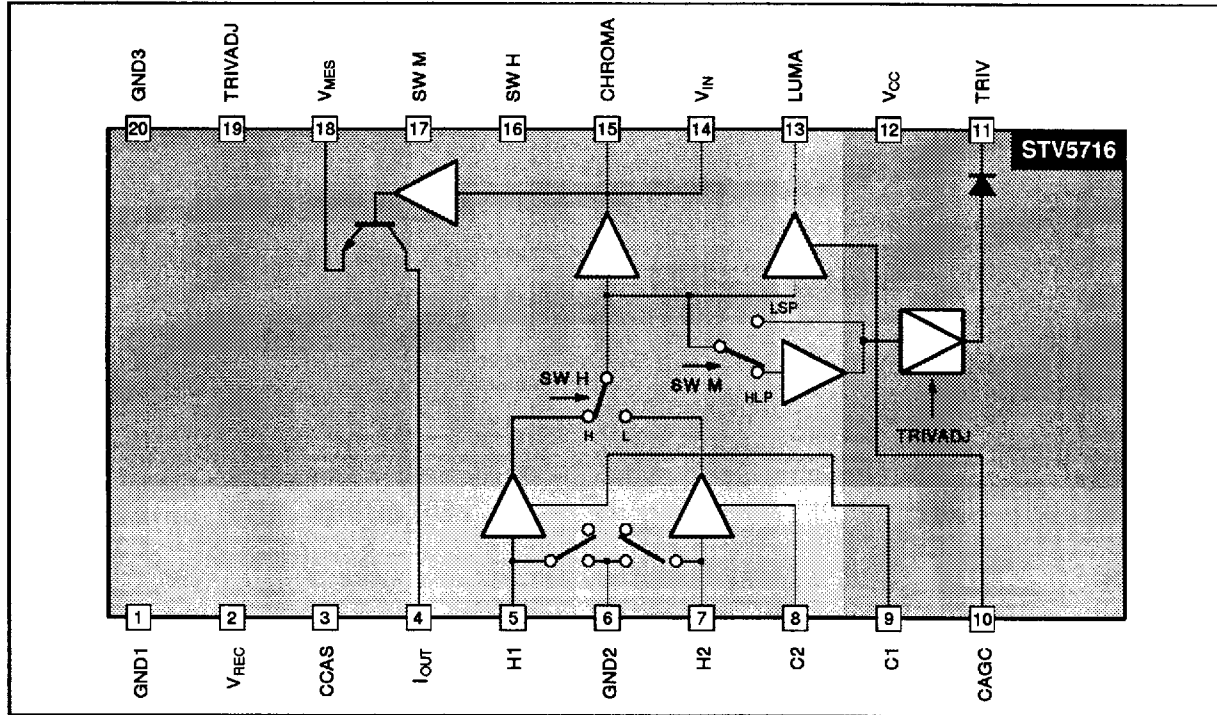 GND3 TRIVADJ VMES SW M SW H CHROMA VIN LUMA VCC TRIV
20 19 18 17 16 15 14 13 12 11
STV5716
LSP
SW H
SW M
HLP
H L
TRIVADJ
1 2 3 4 5 6 7 8 9 10
GND1 VREC CCAS IOUT H1 GND2 H2 C2 C1 CAGC